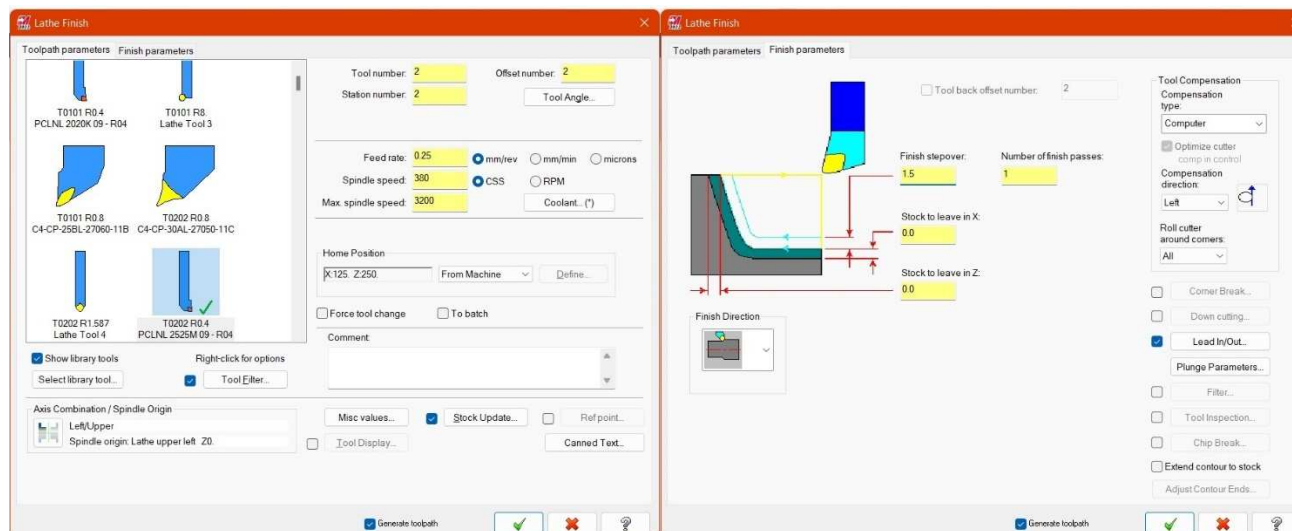 Lathe Finish
Toolpath parameters Finish parameters
T0101 R0.4
PCLNL 2020K 09 - R04
T0101 R8.
Lathe Tool 3
T0101 R0.8
C4-CP-25BL-27060-11B
T0202 R0.8
C4-CP-30AL-27050-11C
T0202 R1.587
Lathe Tool 4
T0202 R0.4
PCLNL 2525M 09 - R04
Show library tools
Right-click for options
Select library tool...
Tool Filter...
Axis Combination / Spindle Origin
Left/Upper
Spindle origin: Lathe upper left Z0.
Tool number: 2
Offset number: 2
Station number: 2
Tool Angle...
Feed rate: 0.25
mm/rev mm/min microns
Spindle speed: 380
CSS RPM
Max. spindle speed: 3200
Coolant... (*)
Home Position
X:125. Z:250.
From Machine
Define...
Force tool change
To batch
Comment:
Misc values...
Stock Update...
Ref point...
Tool Display...
Canned Text...
Generate toolpath
Lathe Finish
Toolpath parameters Finish parameters
Tool back offset number: 2
Finish stepover:
1.5
Number of finish passes:
1
Stock to leave in X:
0.0
Stock to leave in Z:
0.0
Finish Direction
Tool Compensation
Compensation
type:
Computer
Optimize cutter
comp in control
Compensation
direction:
Left
Roll cutter
around corners:
All
Corner Break...
Down cutting...
Lead In/Out...
Plunge Parameters...
Filter...
Tool Inspection...
Chip Break...
Extend contour to stock
Adjust Contour Ends...
Generate toolpath